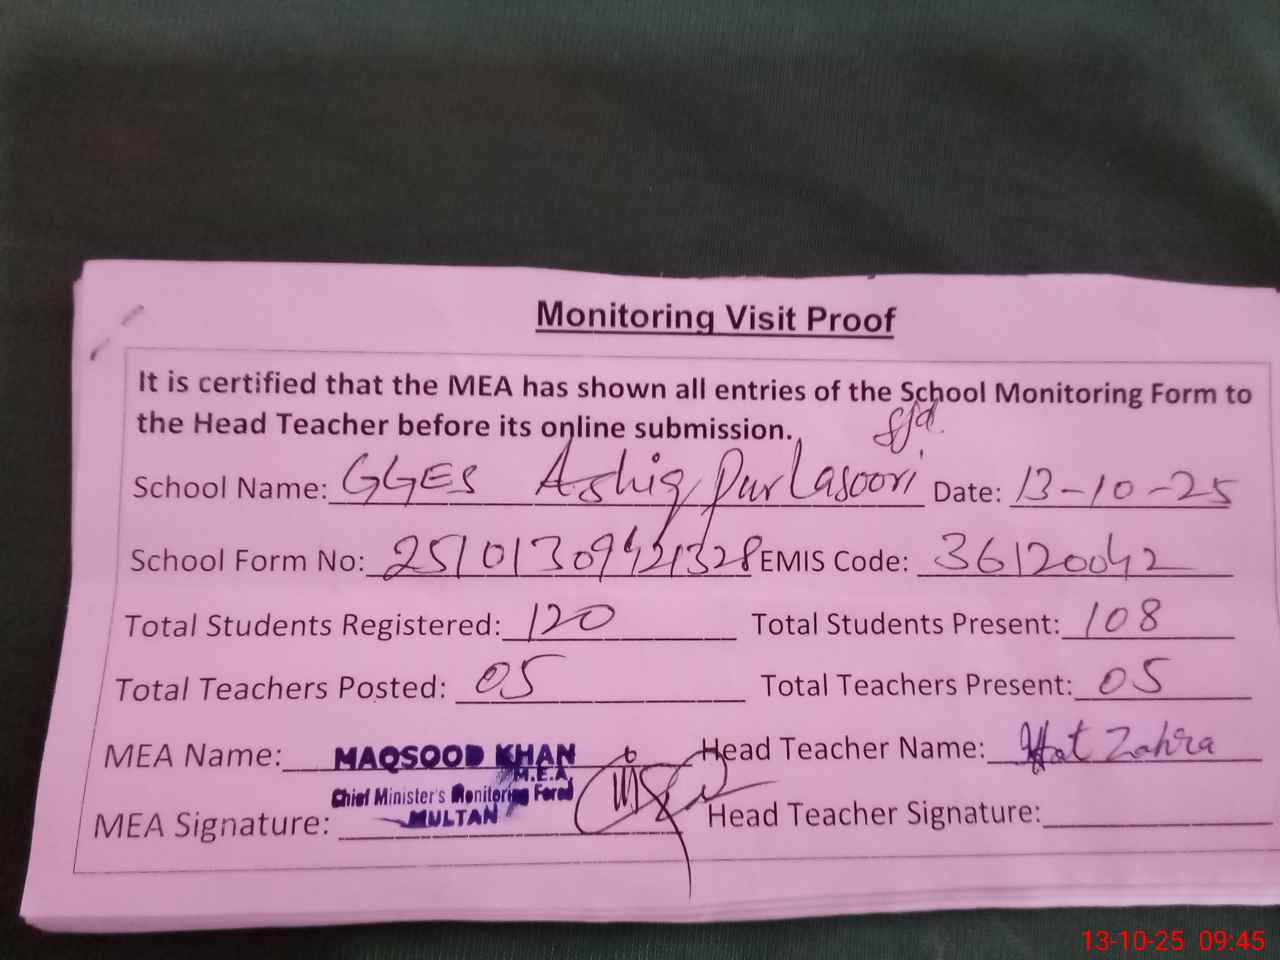 Monitoring Visit Proof
It is certified that the MEA has shown all entries of the School Monitoring Form to
the Head Teacher before its online submission.
School Name: GGES Ashiq Pur Lasoori Date: 13-10-25
School Form No: 25101309421328 EMIS Code: 36120042
Total Students Registered: 120 Total Students Present: 108
Total Teachers Posted: 05 Total Teachers Present: 05
MEA Name: MAQSOOD KHAN Head Teacher Name: Zahra
M.E.A
Chief Minister's Monitoring Force
MULTAN
MEA Signature: Head Teacher Signature:
13-10-25 09:45